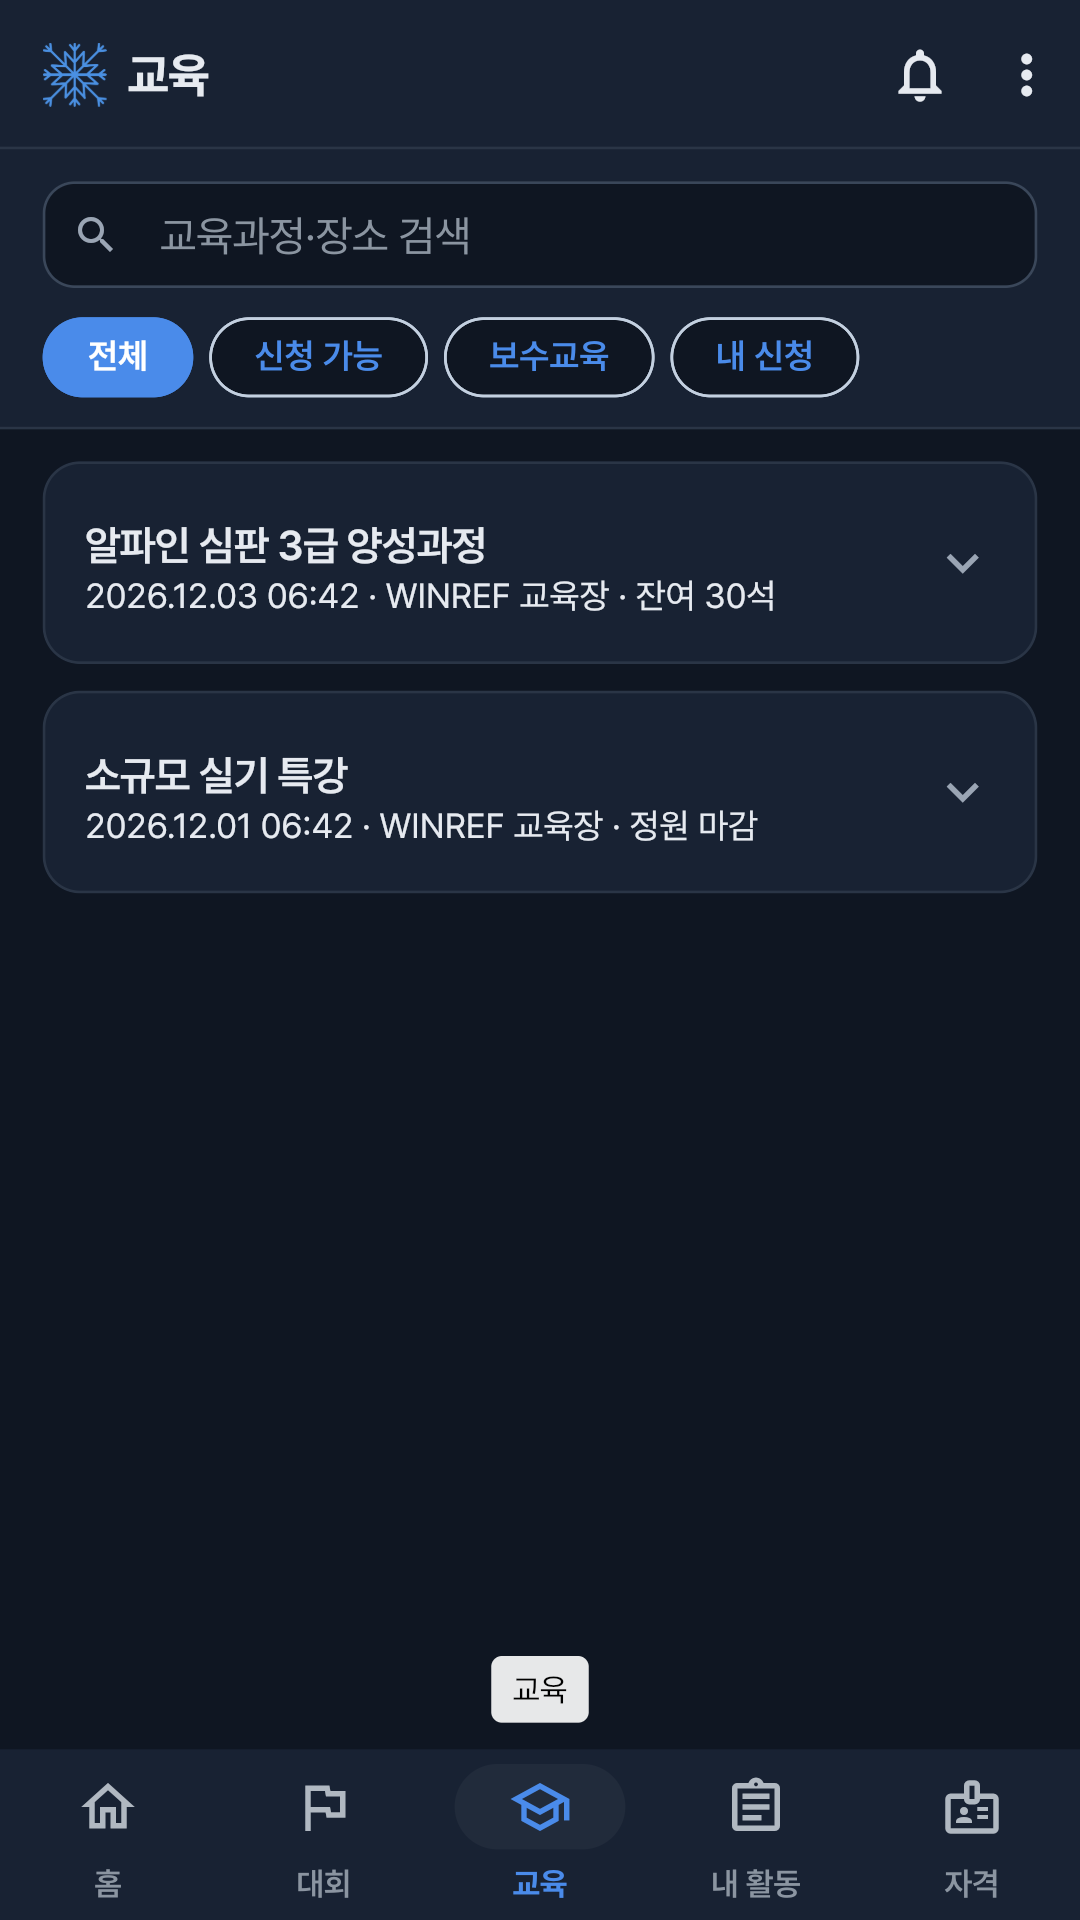 교육
교육과정·장소 검색
전체
신청 가능
보수교육
내 신청
알파인 심판 3급 양성과정
2026.12.03 06:42 · WINREF 교육장 · 잔여 30석
소규모 실기 특강
2026.12.01 06:42 · WINREF 교육장 · 정원 마감
교육
홈
대회
교육
내 활동
자격